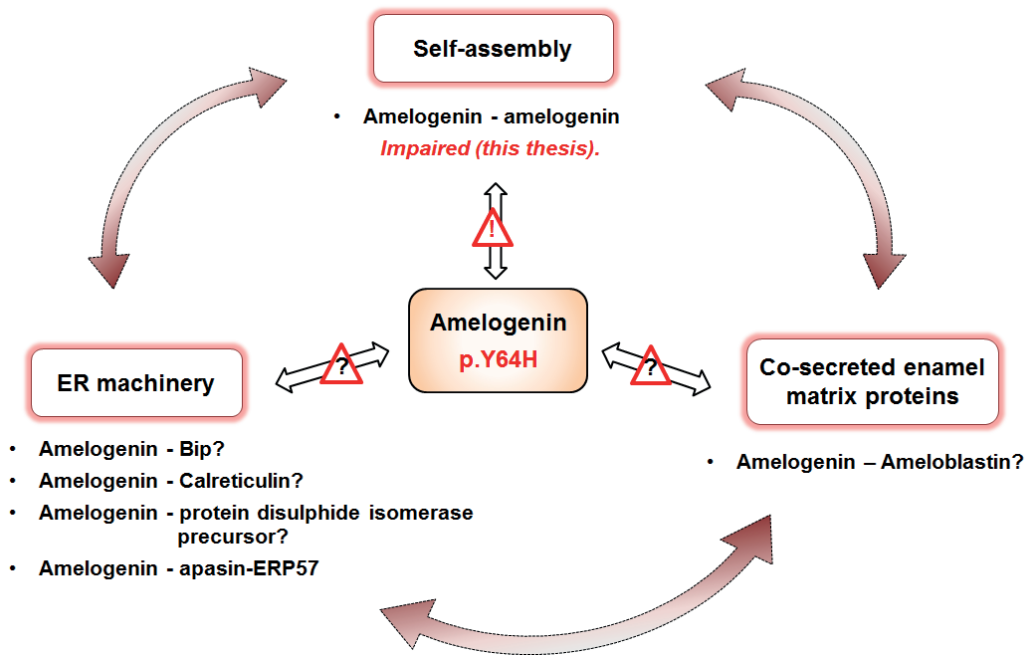 Self-assembly
• Amelogenin - amelogenin
Impaired (this thesis).
!
Amelogenin
p.Y64H
?
?
ER machinery
• Amelogenin - Bip?
• Amelogenin - Calreticulin?
• Amelogenin - protein disulphide isomerase
precursor?
• Amelogenin - apasin-ERP57
Co-secreted enamel
matrix proteins
• Amelogenin – Ameloblastin?